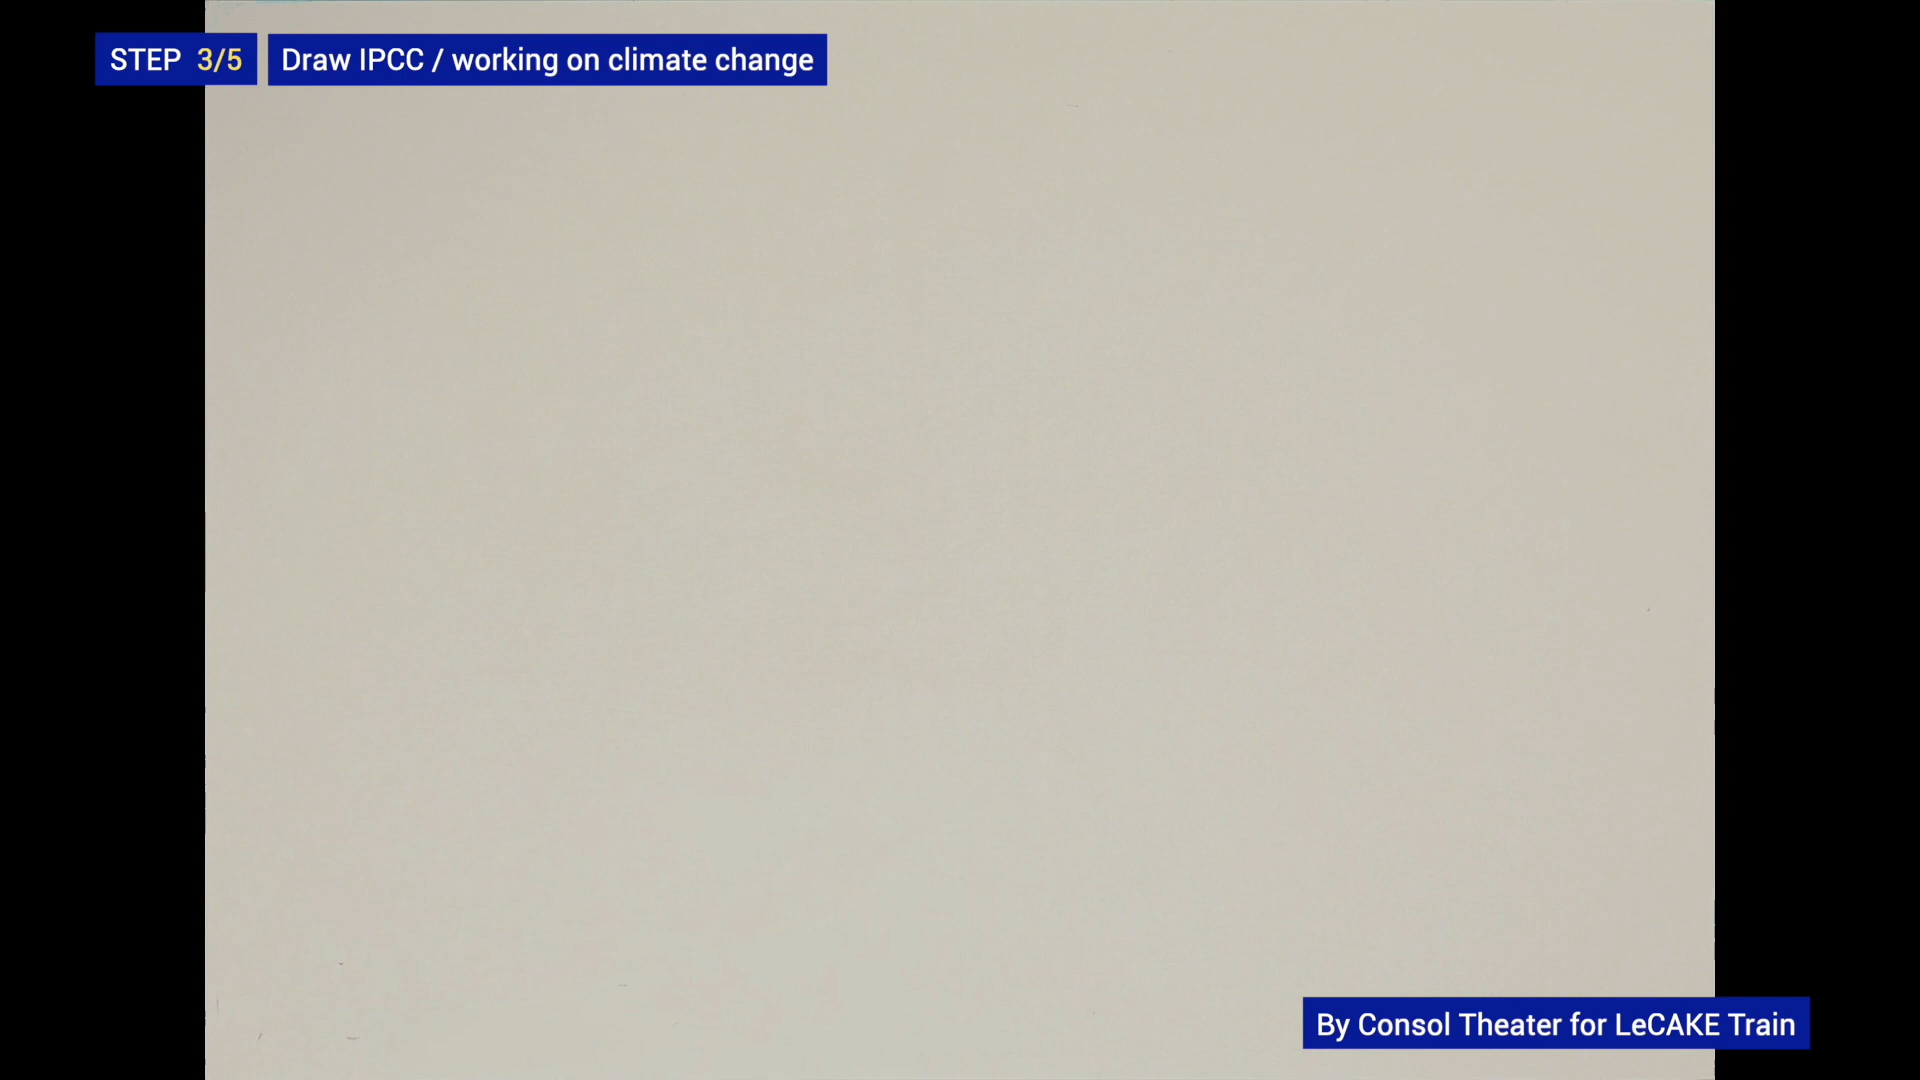 STEP 3/5
Draw IPCC / working on climate change
By Consol Theater for LeCAKE Train